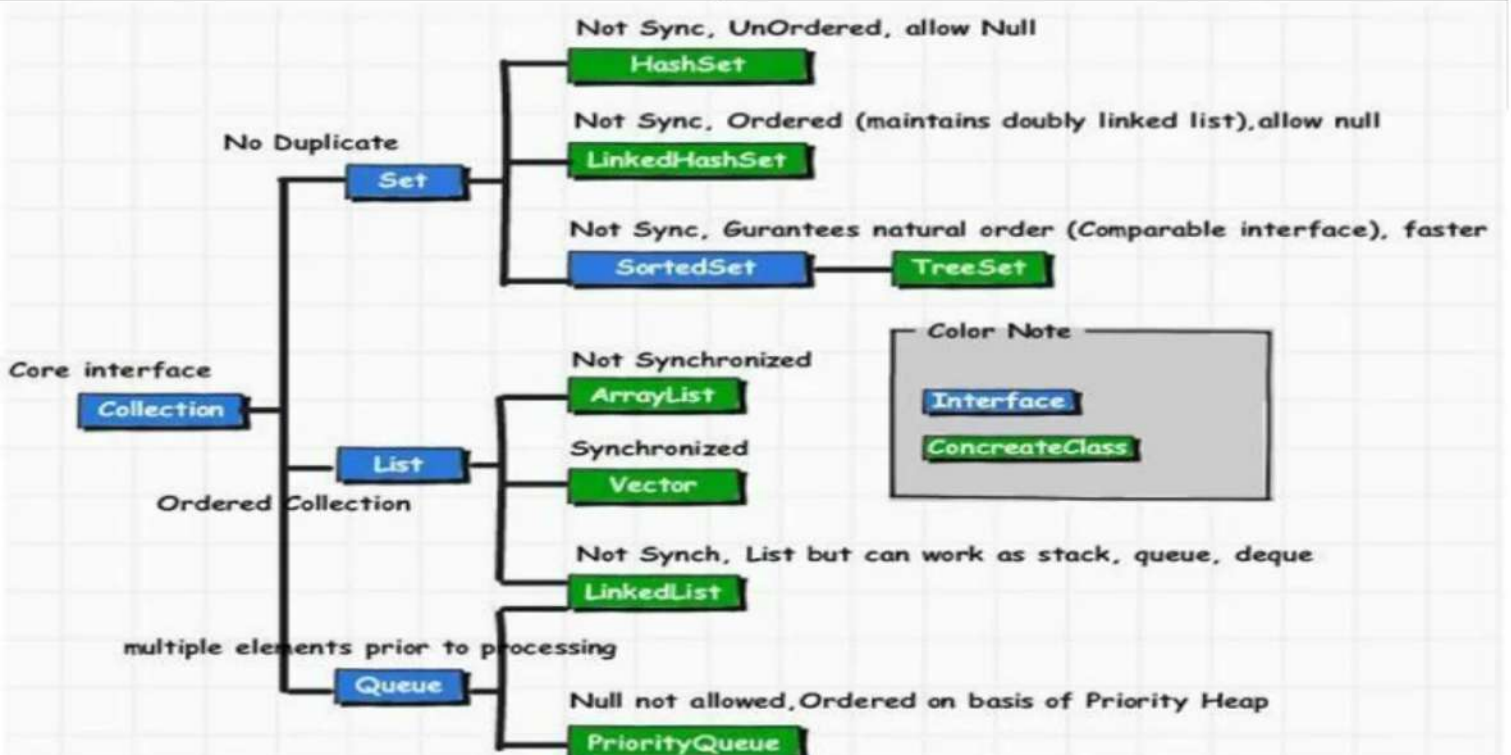 Not Sync, UnOrdered, allow Null
HashSet
Not Sync, Ordered (maintains doubly linked list),allow null
LinkedHashSet
No Duplicate
Set
Not Sync, Gurantees natural order (Comparable interface), faster
SortedSet
TreeSet
Color Note
Interface
ConcreateClass
Core interface
Collection
Not Synchronized
ArrayList
Synchronized
Vector
List
Ordered Collection
Not Synch, List but can work as stack, queue, deque
LinkedList
multiple elements prior to processing
Queue
Null not allowed,Ordered on basis of Priority Heap
PriorityQueue